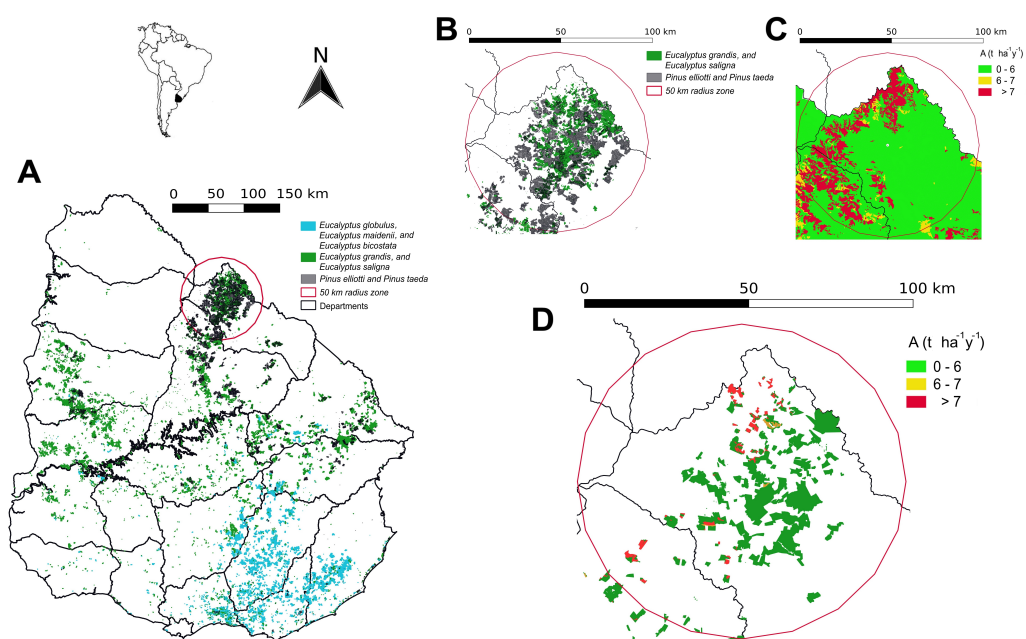 N
A
0 50 100 150 km
Eucalyptus globulus,
Eucalyptus maidenii, and
Eucalyptus bicostata
Eucalyptus grandis, and
Eucalyptus saligna
Pinus elliotti and Pinus taeda
50 km radius zone
Departments
B
0 50 100 km
Eucalyptus grandis, and
Eucalyptus saligna
Pinus elliotti and Pinus taeda
50 km radius zone
C
0 50 100 km
A (t ha⁻¹y⁻¹)
0 - 6
6 - 7
> 7
D
0 50 100 km
A (t ha⁻¹y⁻¹)
0 - 6
6 - 7
> 7